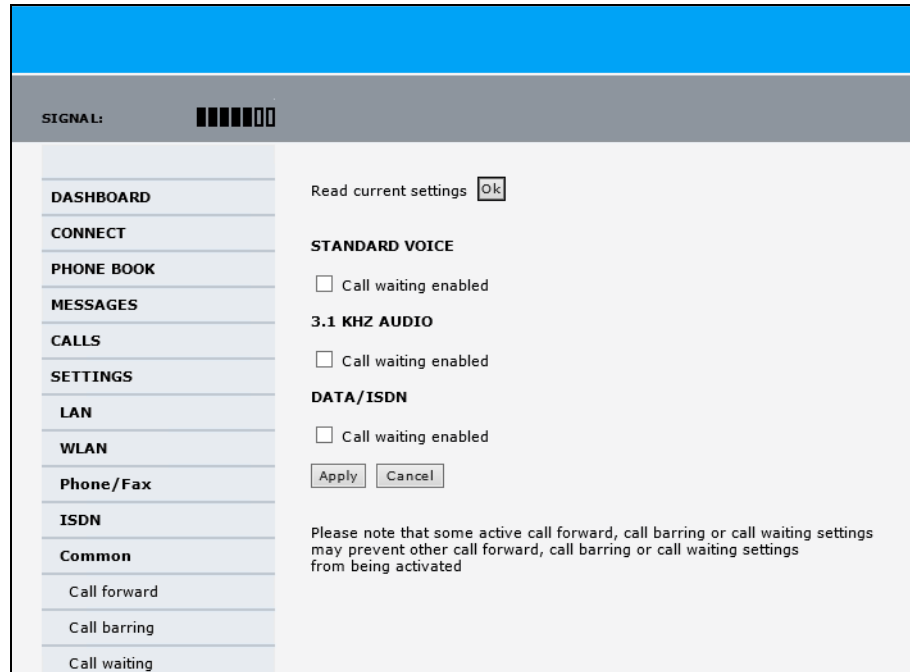 SIGNAL:
DASHBOARD
CONNECT
PHONE BOOK
MESSAGES
CALLS
SETTINGS
LAN
WLAN
Phone/Fax
ISDN
Common
Call forward
Call barring
Call waiting
Read current settings Ok
STANDARD VOICE
Call waiting enabled
3.1 KHZ AUDIO
Call waiting enabled
DATA/ISDN
Call waiting enabled
Apply Cancel
Please note that some active call forward, call barring or call waiting settings
may prevent other call forward, call barring or call waiting settings
from being activated